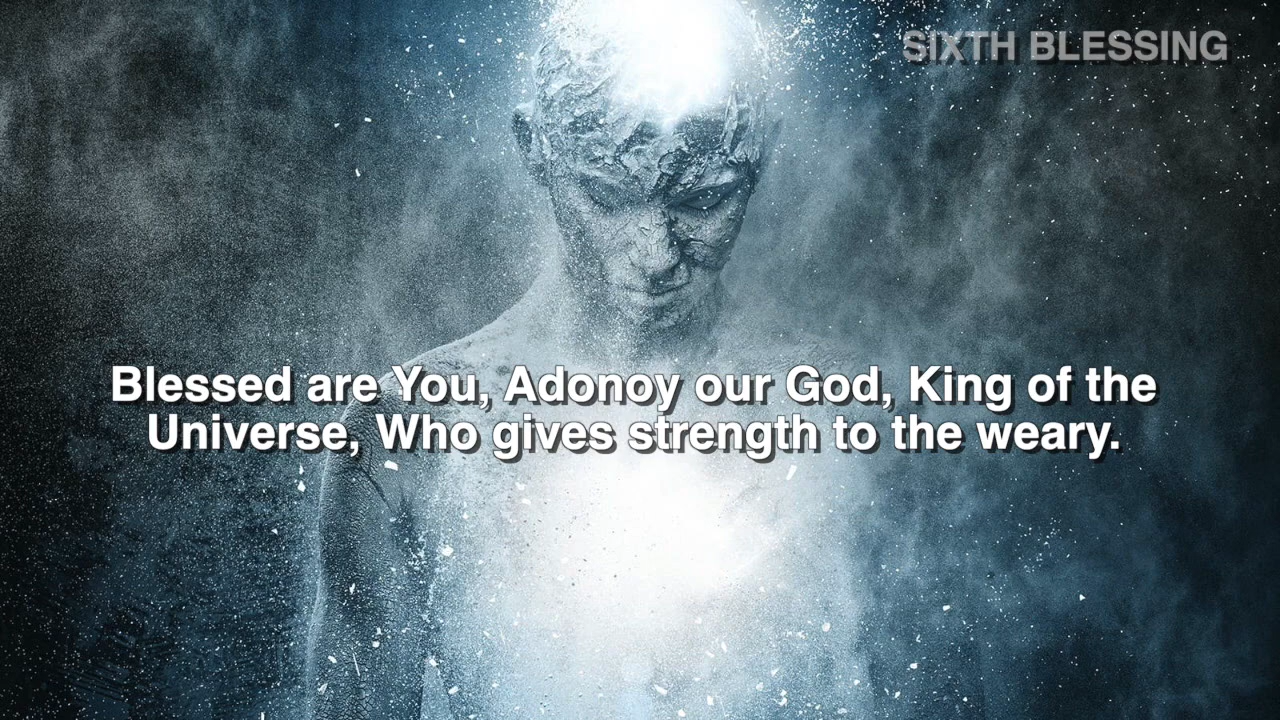 SIXTH BLESSING
Blessed are You, Adonoy our God, King of the
Universe, Who gives strength to the weary.